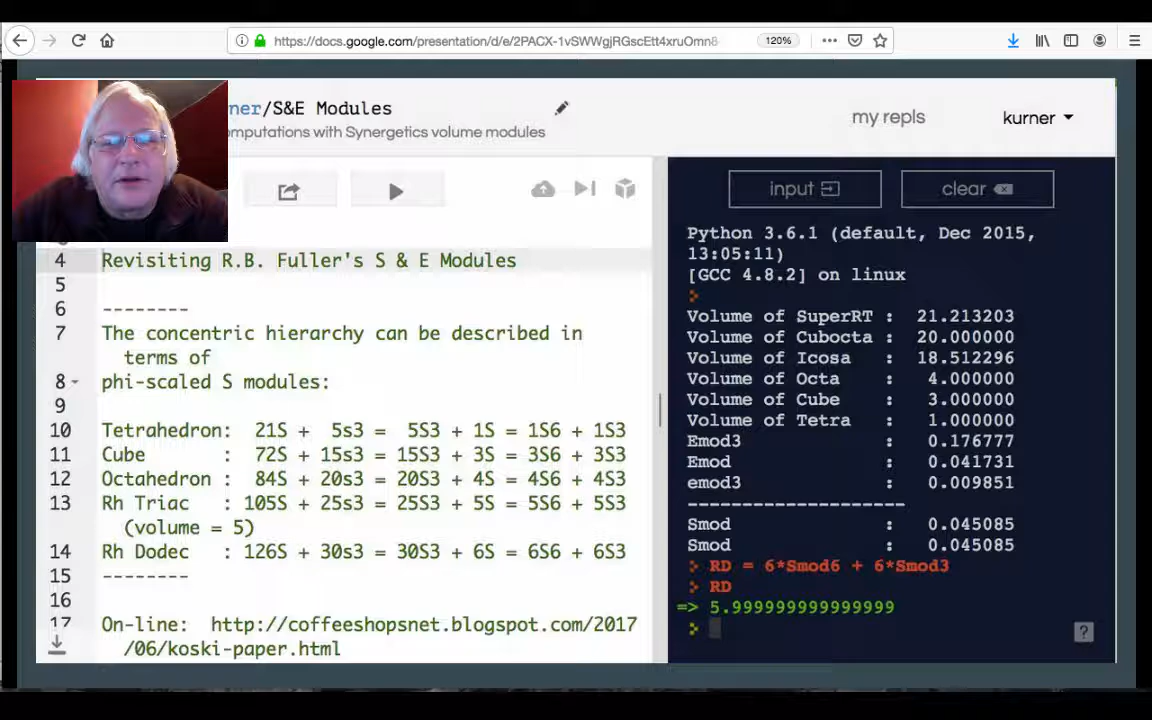 https://docs.google.com/presentation/d/e/2PACX-1vSWWgjRGscEtt4xruOmn8-
120%
ner/S&E Modules
omputations with Synergetics volume modules
my repls
kurner
input
clear
4 Revisiting R.B. Fuller's S & E Modules
5
6 --------
7 The concentric hierarchy can be described in
terms of
8 phi-scaled S modules:
9
10 Tetrahedron: 21S + 5s3 = 5S3 + 1S = 1S6 + 1S3
11 Cube : 72S + 15s3 = 15S3 + 3S = 3S6 + 3S3
12 Octahedron : 84S + 20s3 = 20S3 + 4S = 4S6 + 4S3
13 Rh Triac : 105S + 25s3 = 25S3 + 5S = 5S6 + 5S3
(volume = 5)
14 Rh Dodec : 126S + 30s3 = 30S3 + 6S = 6S6 + 6S3
15 --------
16
17 On-line: http://coffeeshopsnet.blogspot.com/2017
/06/koski-paper.html
Python 3.6.1 (default, Dec 2015,
13:05:11)
[GCC 4.8.2] on linux
Volume of SuperRT : 21.213203
Volume of Cubocta : 20.000000
Volume of Icosa : 18.512296
Volume of Octa : 4.000000
Volume of Cube : 3.000000
Volume of Tetra : 1.000000
Emod3 : 0.176777
Emod : 0.041731
emod3 : 0.009851
---------------------
Smod : 0.045085
Smod : 0.045085
RD = 6*Smod6 + 6*Smod3
RD
=> 5.999999999999999
?